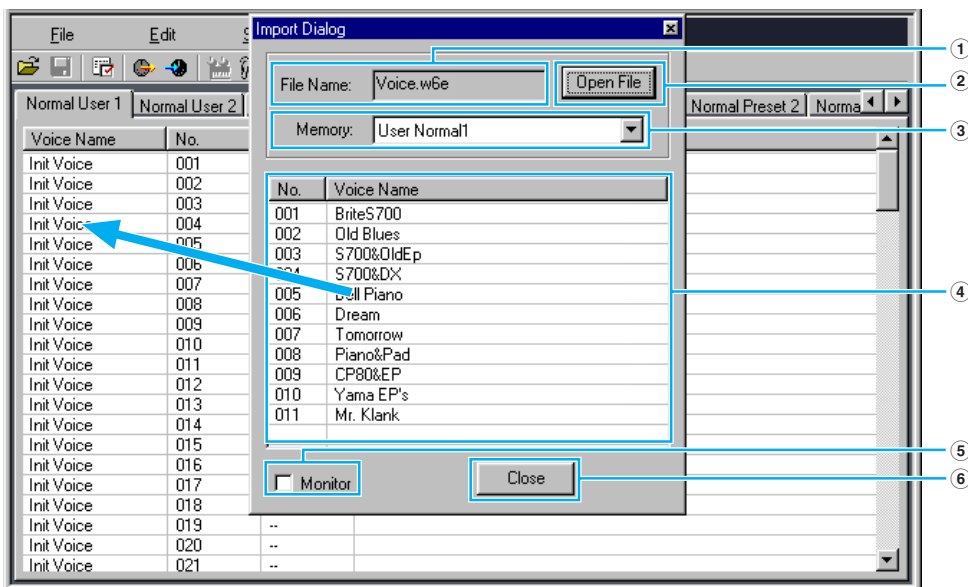 File Edit
Import Dialog
File Name: Voice.w6e Open File
Memory: User Normal1
Normal User 1 Normal User 2 Normal Preset 2 Norma
Voice Name No.
Init Voice 001
Init Voice 002
Init Voice 003
Init Voice 004
Init Voice 005
Init Voice 006
Init Voice 007
Init Voice 008
Init Voice 009
Init Voice 010
Init Voice 011
Init Voice 012
Init Voice 013
Init Voice 014
Init Voice 015
Init Voice 016
Init Voice 017
Init Voice 018
Init Voice 019 --
Init Voice 020 --
Init Voice 021 --
No. Voice Name
001 BriteS700
002 Old Blues
003 S700&OldEp
004 S700&DX
005 Bell Piano
006 Dream
007 Tomorrow
008 Piano&Pad
009 CP80&EP
010 Yama EP's
011 Mr. Klank
Monitor
Close
1
2
3
4
5
6